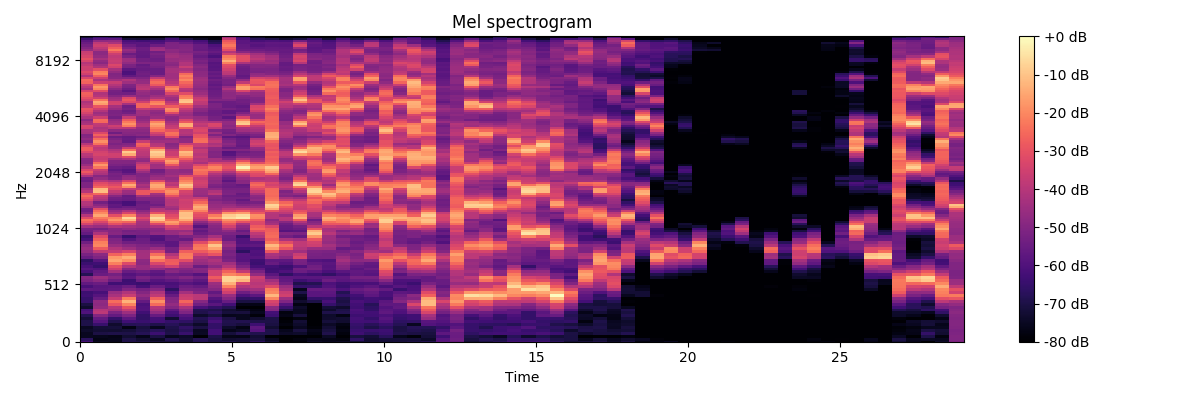 Mel spectrogram
Hz
8192
4096
2048
1024
512
0
0 5 10 15 20 25
Time
+0 dB
-10 dB
-20 dB
-30 dB
-40 dB
-50 dB
-60 dB
-70 dB
-80 dB